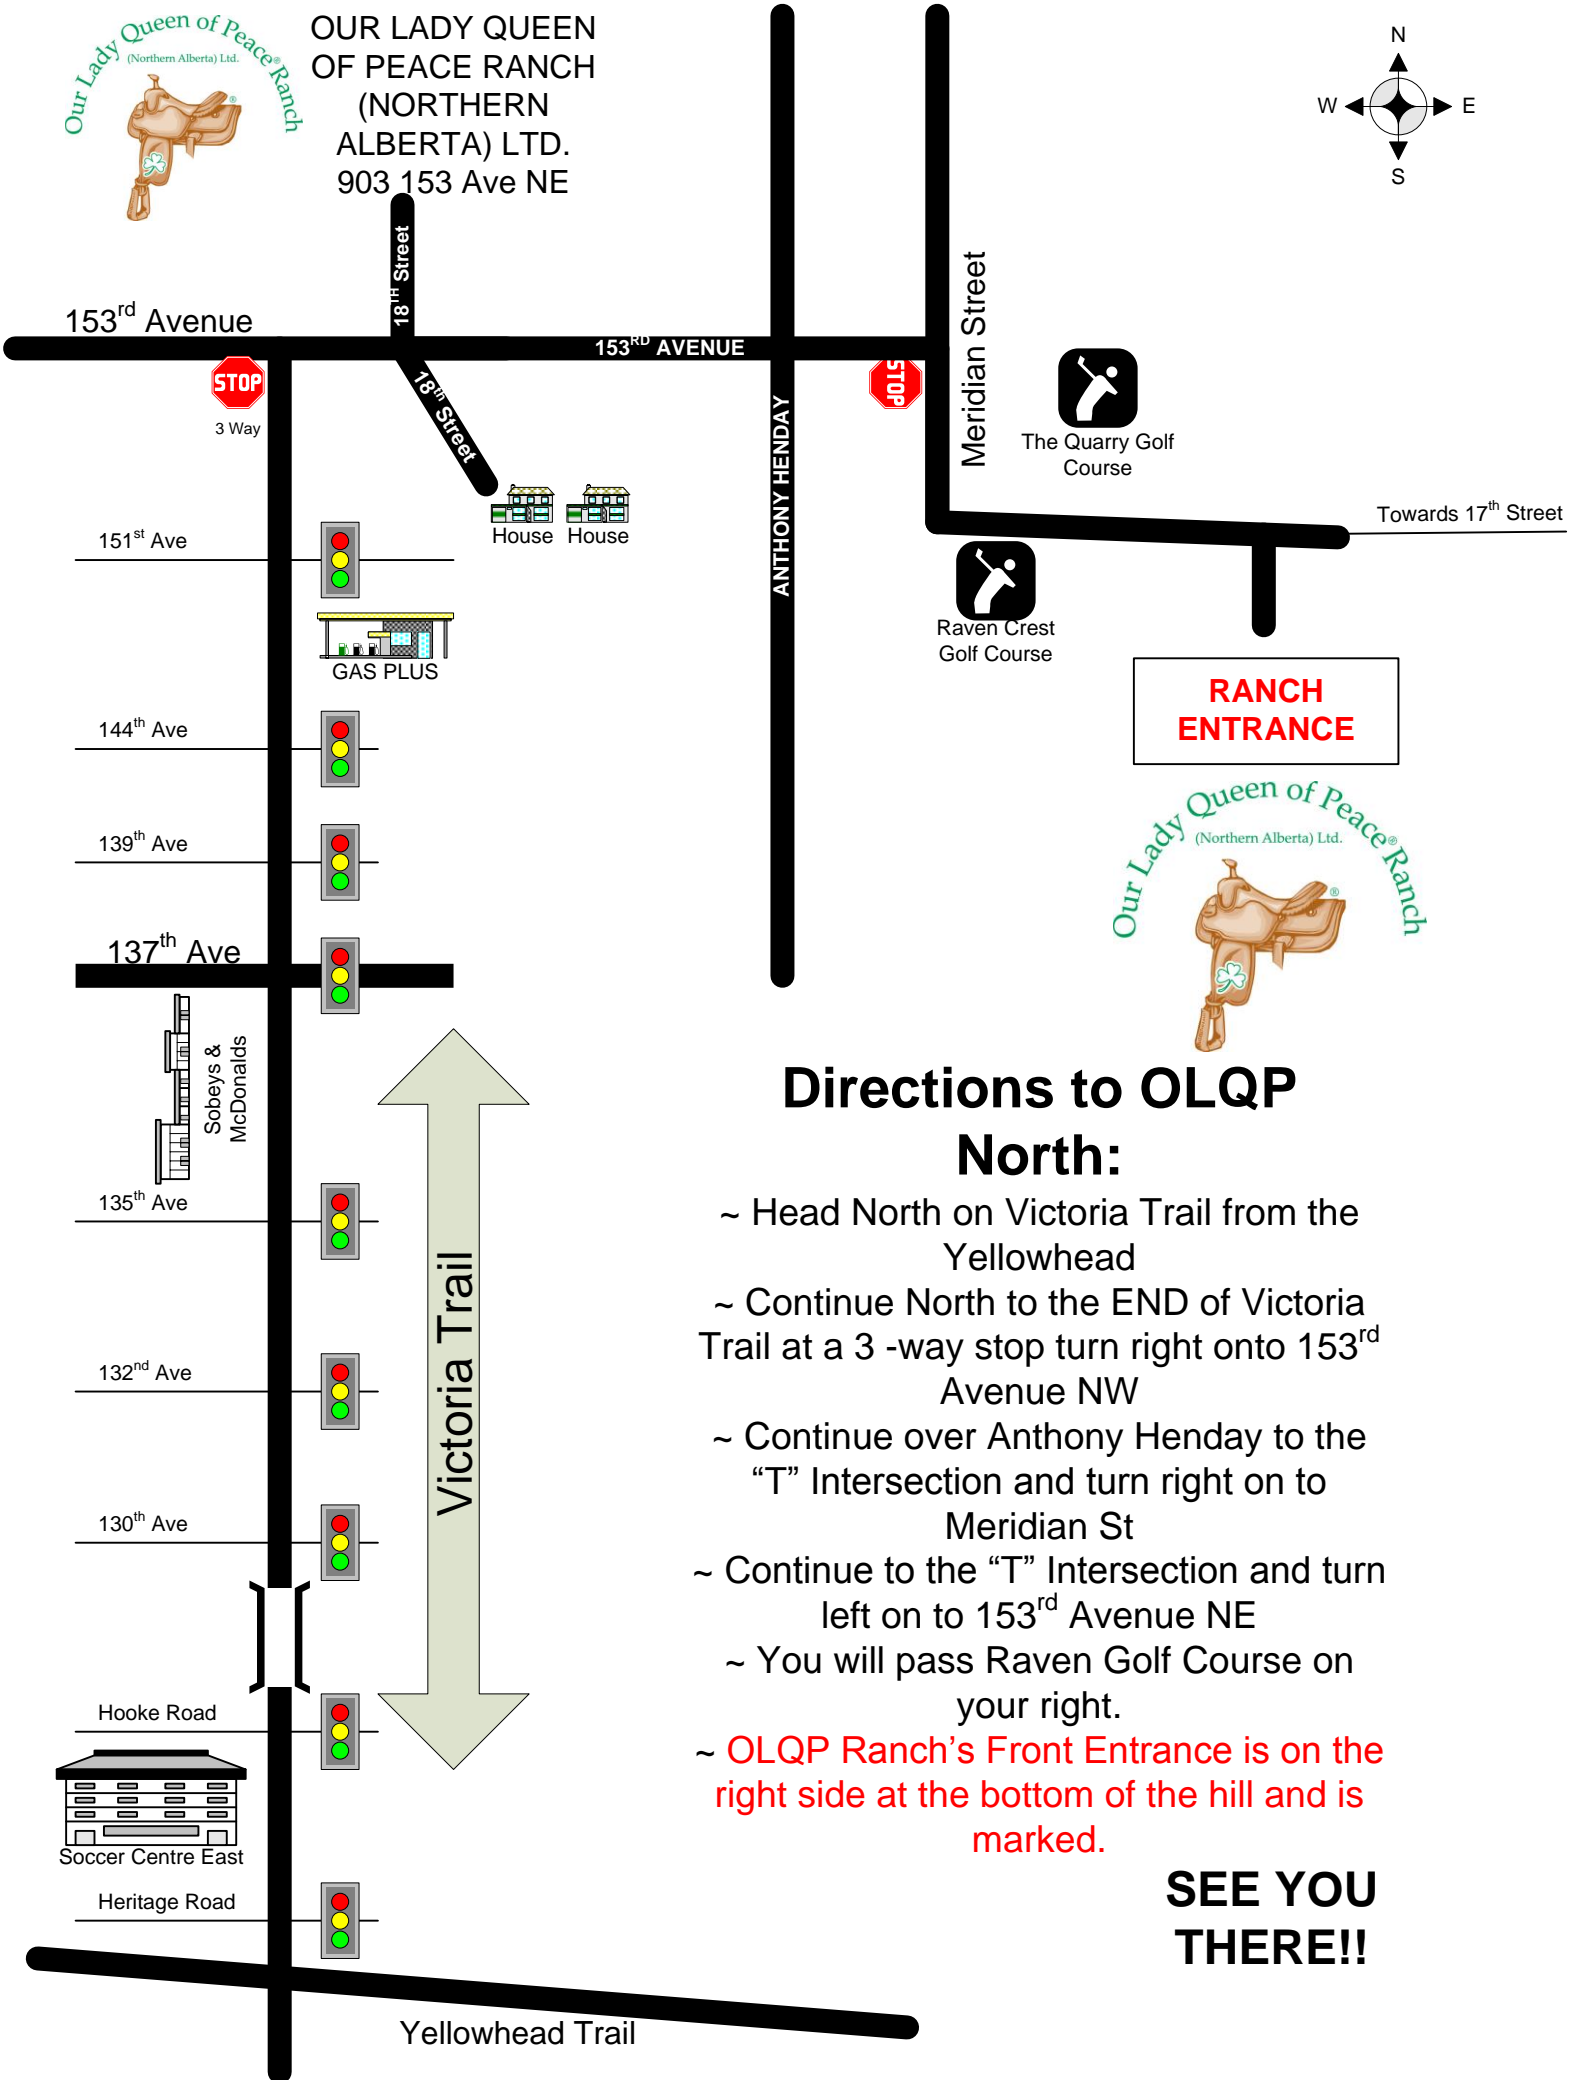 Our Lady Queen of Peace® Ranch
(Northern Alberta) Ltd.
®
OUR LADY QUEEN
OF PEACE RANCH
(NORTHERN
ALBERTA) LTD.
903 153 Ave NE
N
W
E
S
18TH Street
153rd Avenue
153RD AVENUE
STOP
3 Way
18th Street
House
House
ANTHONY HENDAY
STOP
Meridian Street
The Quarry Golf
Course
Towards 17th Street
Raven Crest
Golf Course
RANCH
ENTRANCE
Our Lady Queen of Peace® Ranch
(Northern Alberta) Ltd.
®
151st Ave
GAS PLUS
144th Ave
139th Ave
137th Ave
Sobeys &
McDonalds
135th Ave
132nd Ave
130th Ave
Victoria Trail
Hooke Road
Soccer Centre East
Heritage Road
Yellowhead Trail
Directions to OLQP
North:
~ Head North on Victoria Trail from the
Yellowhead
~ Continue North to the END of Victoria
Trail at a 3 -way stop turn right onto 153rd
Avenue NW
~ Continue over Anthony Henday to the
“T” Intersection and turn right on to
Meridian St
~ Continue to the “T” Intersection and turn
left on to 153rd Avenue NE
~ You will pass Raven Golf Course on
your right.
~ OLQP Ranch’s Front Entrance is on the
right side at the bottom of the hill and is
marked.
SEE YOU
THERE!!